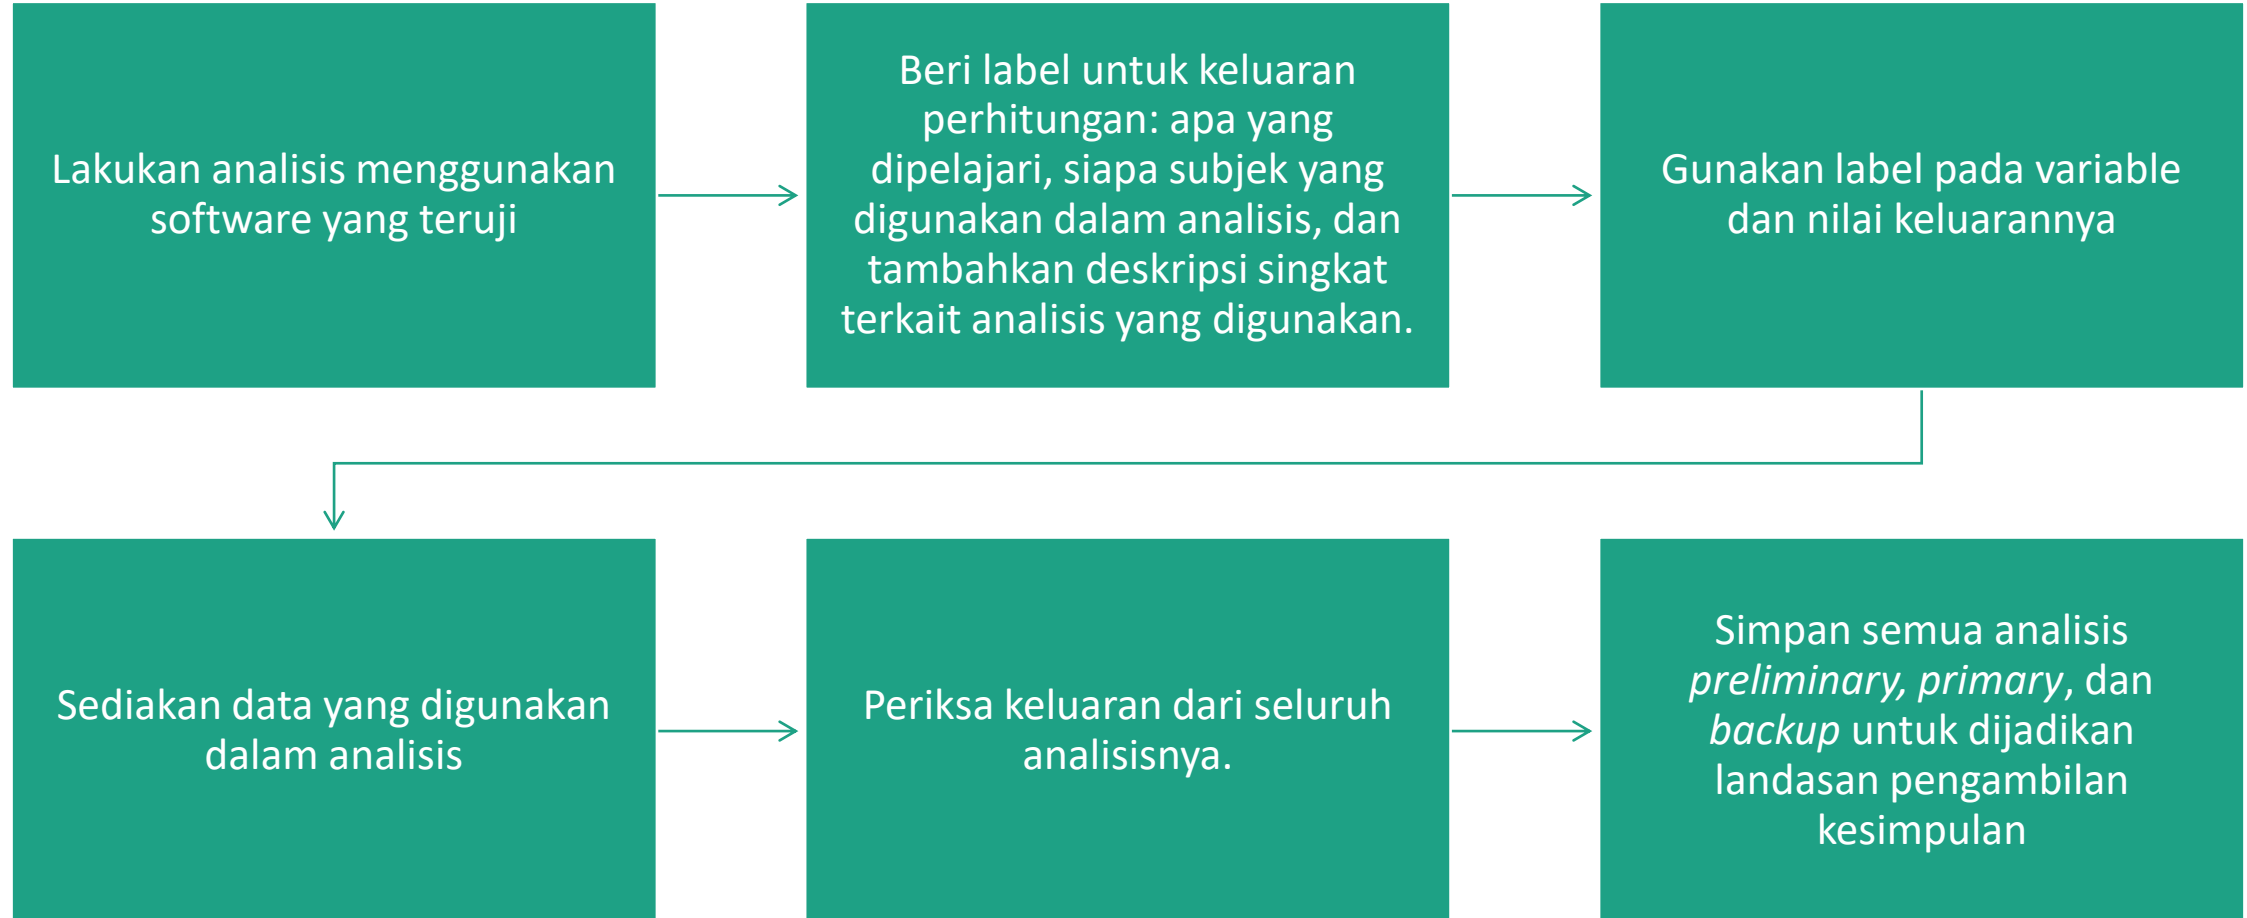 Lakukan analisis menggunakan
software yang teruji
Beri label untuk keluaran
perhitungan: apa yang
dipelajari, siapa subjek yang
digunakan dalam analisis, dan
tambahkan deskripsi singkat
terkait analisis yang digunakan.
Gunakan label pada variable
dan nilai keluarannya
Sediakan data yang digunakan
dalam analisis
Periksa keluaran dari seluruh
analisisnya.
Simpan semua analisis
preliminary, primary, dan
backup untuk dijadikan
landasan pengambilan
kesimpulan